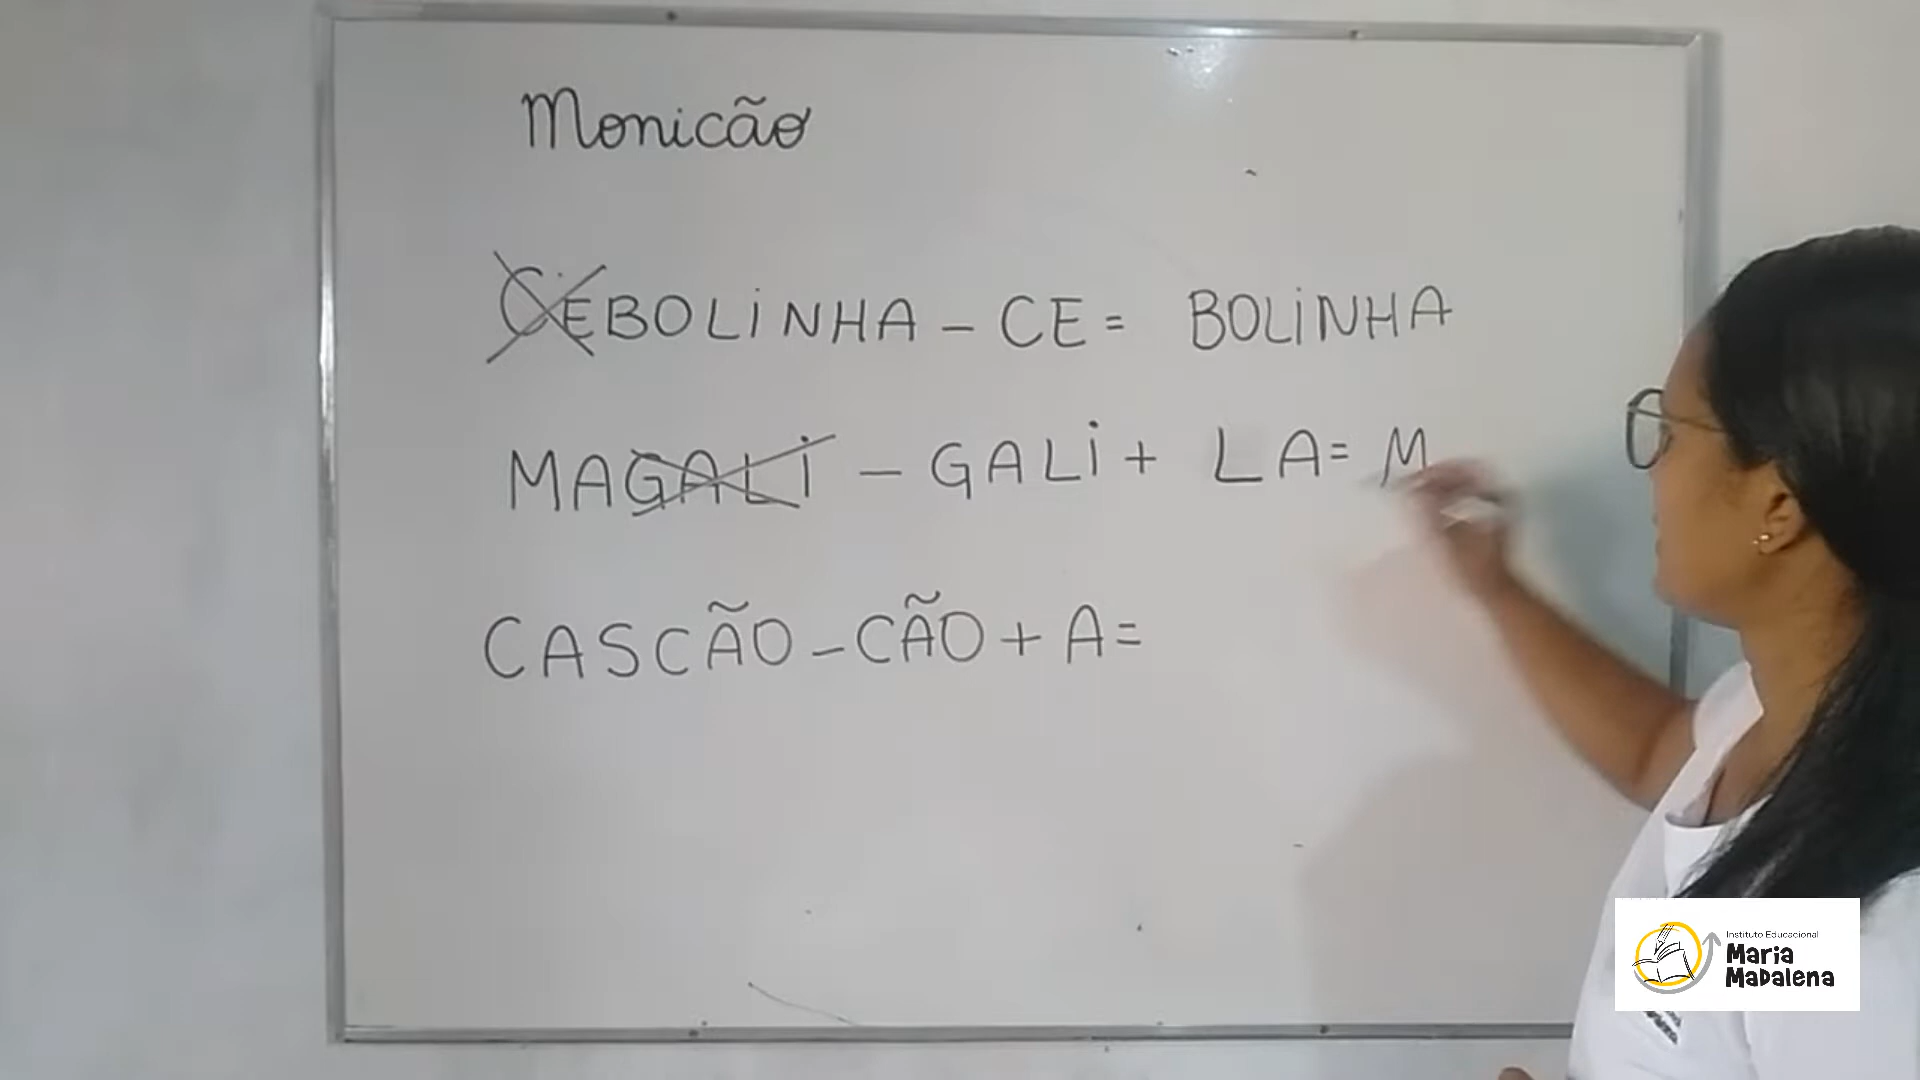 Monicão
CEBOLINHA - CE = BOLINHA
MAGALI - GALI + LA = M
CASCÃO - CÃO + A =
Instituto Educacional
Maria
Madalena